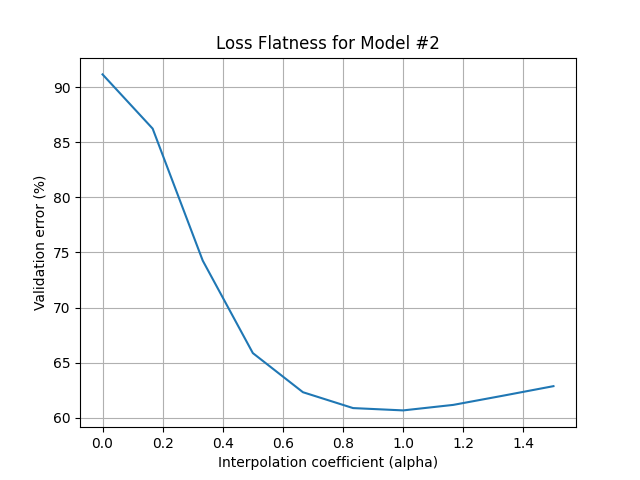 Loss Flatness for Model #2
Validation error (%)
90
85
80
75
70
65
60
0.0 0.2 0.4 0.6 0.8 1.0 1.2 1.4
Interpolation coefficient (alpha)